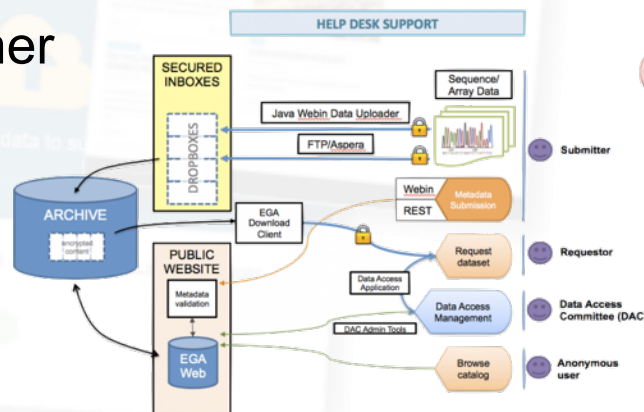 HELP DESK SUPPORT
ner
SECURED
INBOXES
DROPBOXES
Java Webin Data Uploader
FTP/Aspera
Sequence/
Array Data
Submitter
Webin
REST
Metadata
Submission
ARCHIVE
encrypted
content
EGA
Download
Client
Request
dataset
Requestor
PUBLIC
WEBSITE
Metadata
validation
Data Access
Application
Data Access
Management
Data Access
Committee (DAC
DAC Admin Tools
EGA
Web
Browse
catalog
Anonymous
user